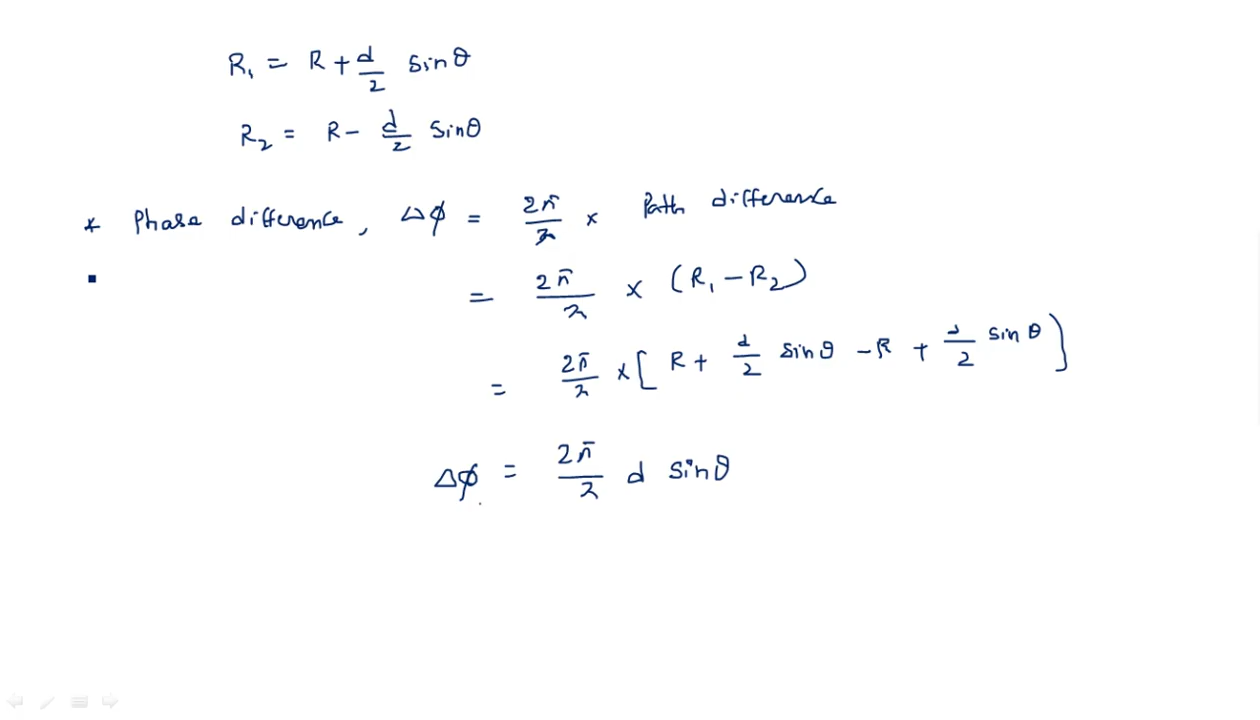 R₁ = R + d/2 sinθ
R₂ = R - d/2 sinθ
* Phase difference, Δϕ = 2π/λ × Path difference
= 2π/λ × (R₁ - R₂)
= 2π/λ × [ R + d/2 sinθ - R + d/2 sinθ ]
Δϕ = 2π/λ d sinθ